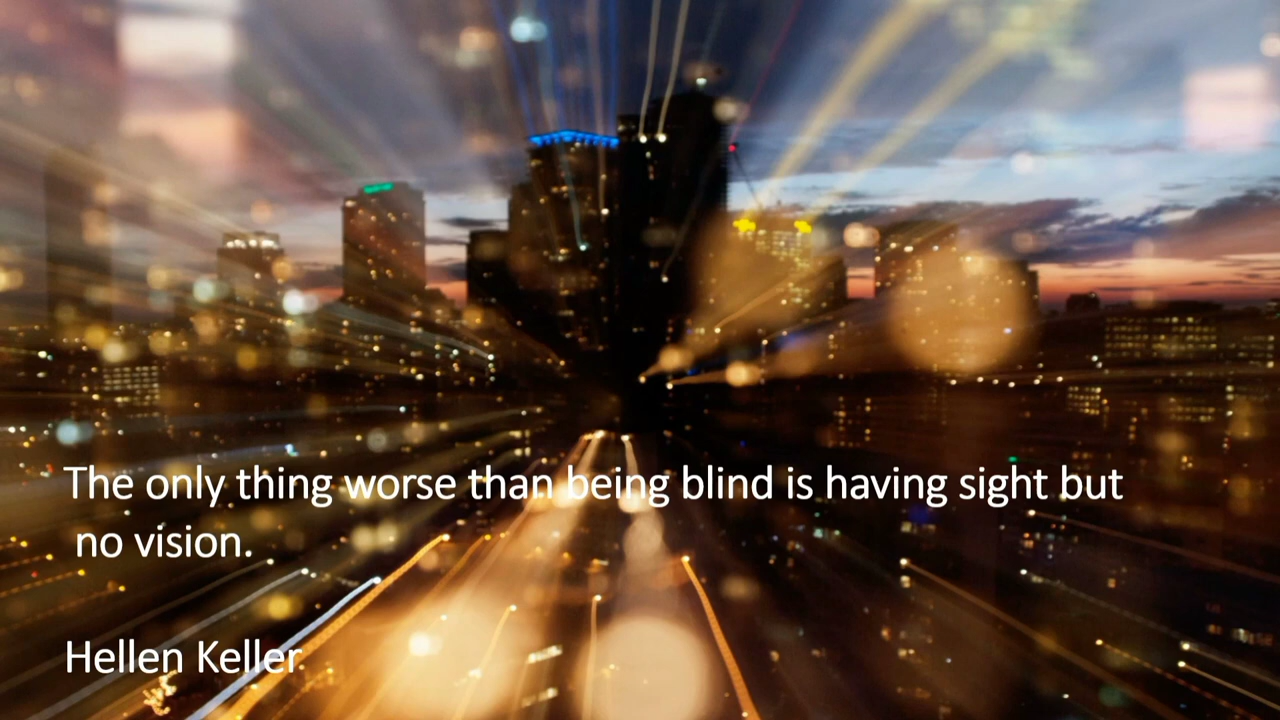 The only thing worse than being blind is having sight but
no vision.
Hellen Keller